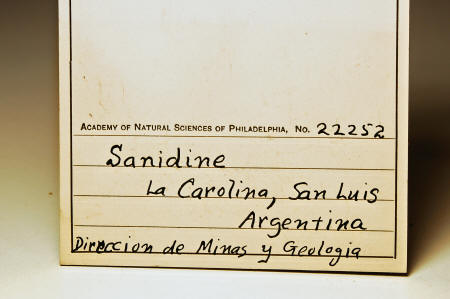 Academy of Natural Sciences of Philadelphia, No. 22252
Sanidine
La Carolina, San Luis
Argentina
Direccion de Minas y Geologia